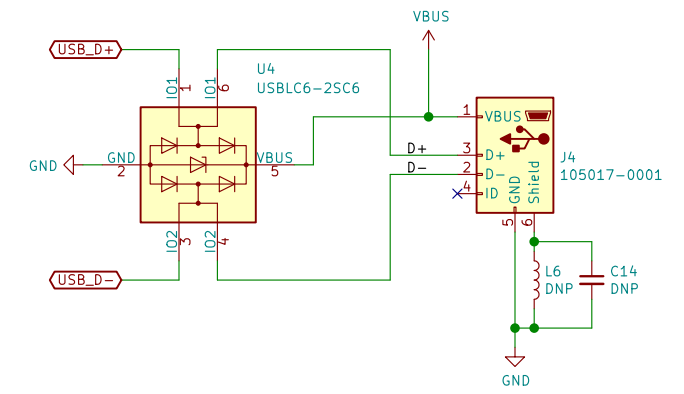 VBUS
USB_D+
U4
USBLC6-2SC6
IO1
1
IO1
6
GND
GND
2
VBUS
5
IO2
3
IO2
4
USB_D-
D+
D-
1
VBUS
3
D+
2
D-
4
ID
GND
Shield
5
6
J4
105017-0001
L6
DNP
C14
DNP
GND